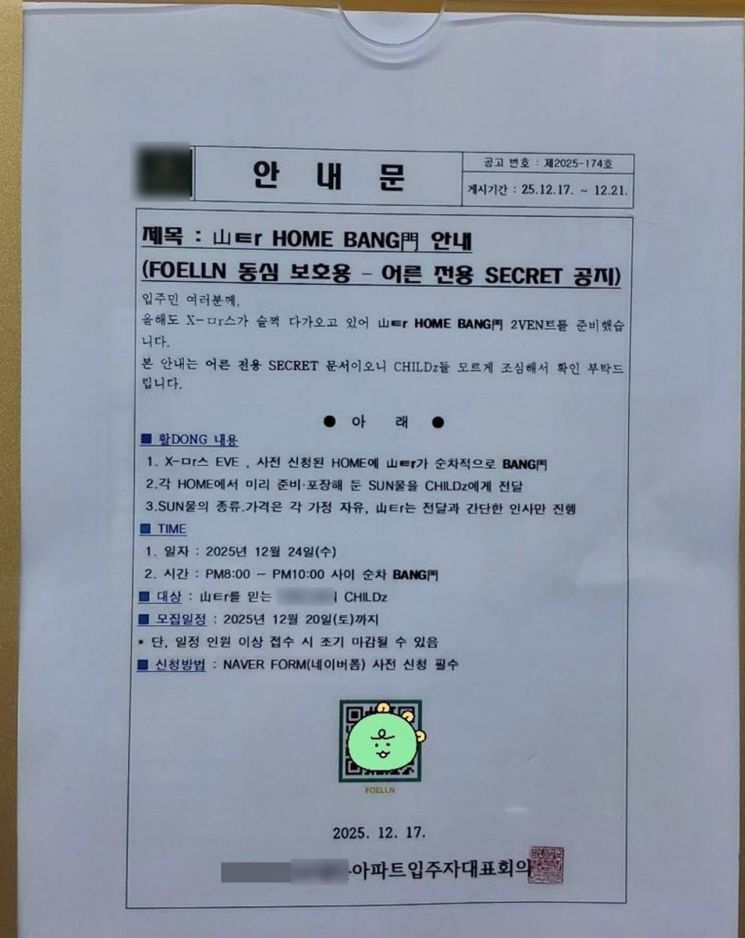 안 내 문
공고 번호 : 제2025-174호
게시기간 : 25.12.17. ~ 12.21.
제목 : 山ㅌr HOME BANG門 안내
(FOELLN 동심 보호용 - 어른 전용 SECRET 공지)
입주민 여러분께,
올해도 X-ㅁr스가 슬쩍 다가오고 있어 山ㅌr HOME BANG門 2VEN트를 준비했습
니다.
본 안내는 어른 전용 SECRET 문서이오니 CHILDz들 모르게 조심해서 확인 부탁드
립니다.
● 아 래 ●
■ 활DONG 내용
1. X-ㅁr스 EVE , 사전 신청된 HOME에 山ㅌr가 순차적으로 BANG門
2.각 HOME에서 미리 준비·포장해 둔 SUN물을 CHILDz에게 전달
3.SUN물의 종류.가격은 각 가정 자유, 山ㅌr는 전달과 간단한 인사만 진행
■ TIME
1. 일자 : 2025년 12월 24일(수)
2. 시간 : PM8:00 ~ PM10:00 사이 순차 BANG門
■ 대상 : 山ㅌr를 믿는 CHILDz
■ 모집일정 : 2025년 12월 20일(토)까지
* 단, 일정 인원 이상 접수 시 조기 마감될 수 있음
■ 신청방법 : NAVER FORM(네이버폼) 사전 신청 필수
FOELLN
2025. 12. 17.
아파트입주자대표회의